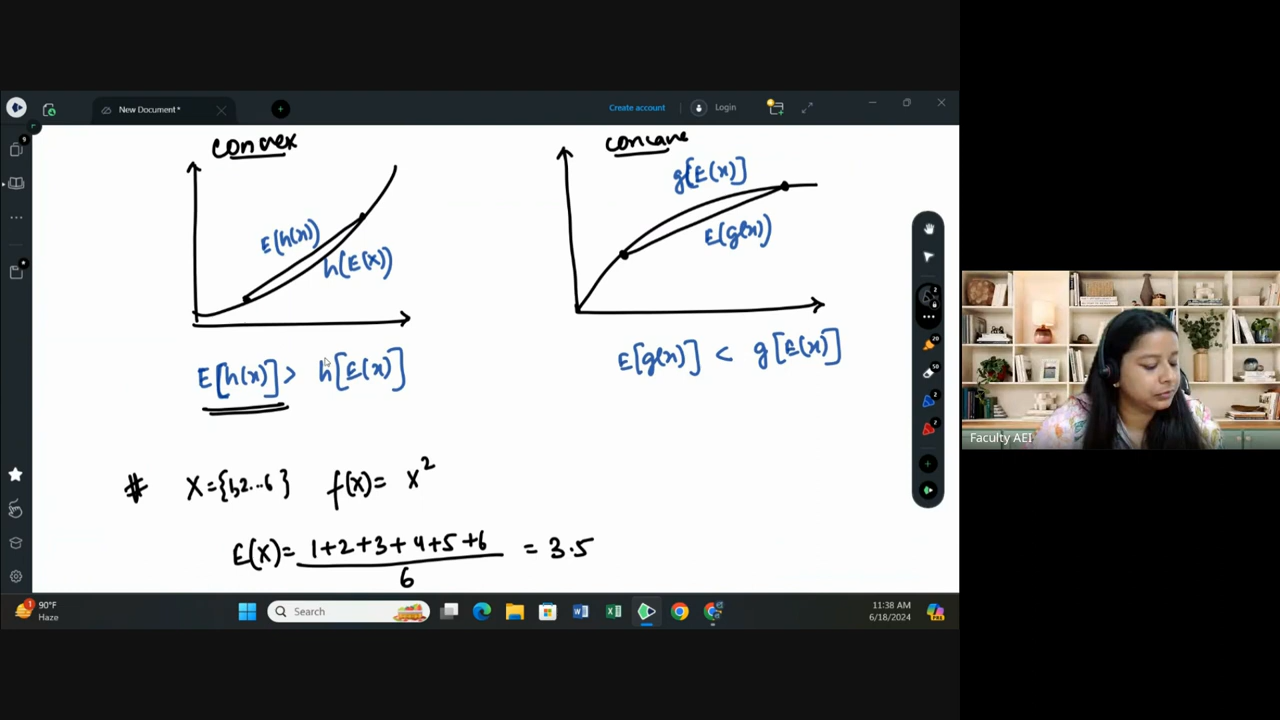 New Document*
Create account
Login
convex
concave
E(h(x))
h(E(x))
g[E(x)]
E(g(x))
E[h(x)] > h[E(x)]
E[g(x)] < g[E(x)]
# X={1,2...6} f(x)= x²
E(X)= 1+2+3+4+5+6 / 6 = 3.5
Faculty AEI
90°F
Haze
Search
11:38 AM
6/18/2024